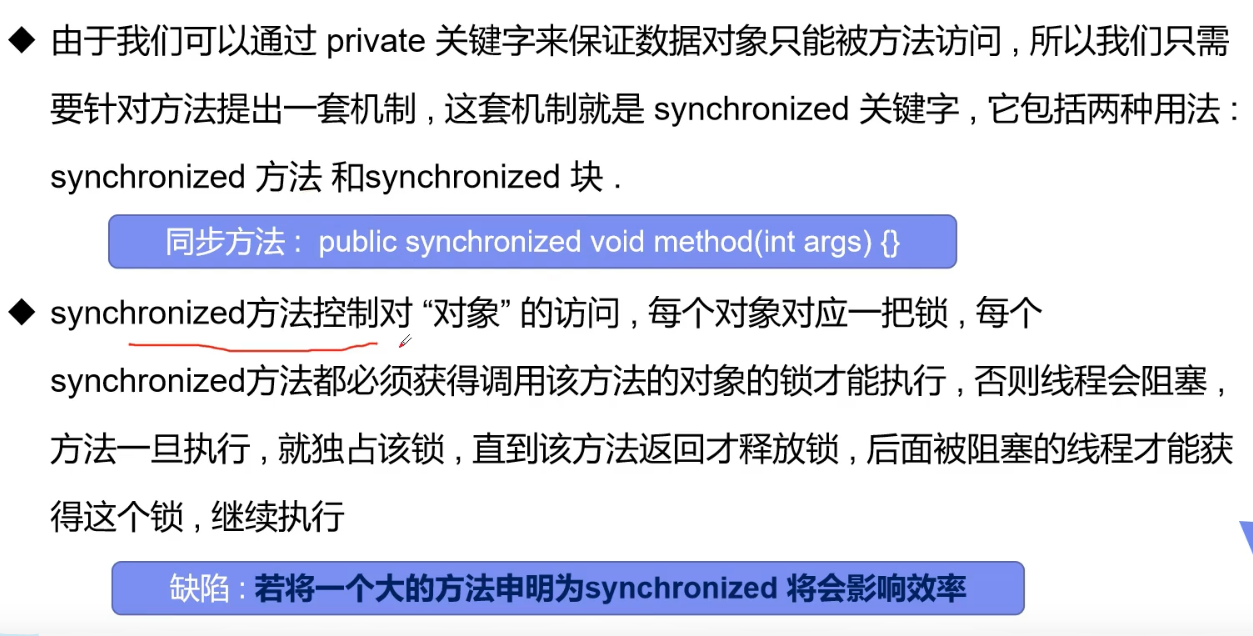 由于我们可以通过 private 关键字来保证数据对象只能被方法访问 , 所以我们只需
要针对方法提出一套机制 , 这套机制就是 synchronized 关键字 , 它包括两种用法 :
synchronized 方法 和synchronized 块 .
同步方法 : public synchronized void method(int args) {}
synchronized方法控制对 “对象” 的访问 , 每个对象对应一把锁 , 每个
synchronized方法都必须获得调用该方法的对象的锁才能执行 , 否则线程会阻塞 ,
方法一旦执行 , 就独占该锁 , 直到该方法返回才释放锁 , 后面被阻塞的线程才能获
得这个锁 , 继续执行
缺陷 : 若将一个大的方法申明为synchronized 将会影响效率